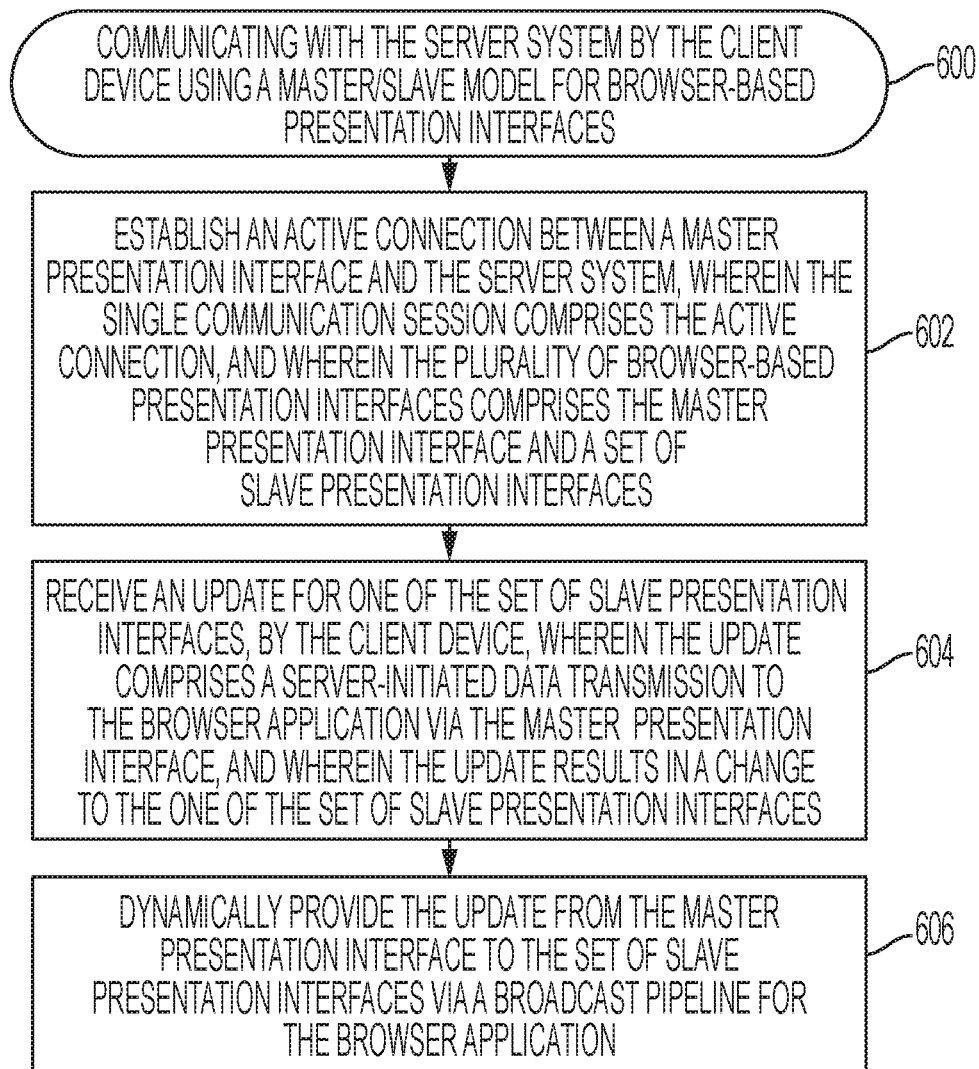 COMMUNICATING WITH THE SERVER SYSTEM BY THE CLIENT
DEVICE USING A MASTER/SLAVE MODEL FOR BROWSER-BASED
PRESENTATION INTERFACES
600
ESTABLISH AN ACTIVE CONNECTION BETWEEN A MASTER
PRESENTATION INTERFACE AND THE SERVER SYSTEM, WHEREIN THE
SINGLE COMMUNICATION SESSION COMPRISES THE ACTIVE
CONNECTION, AND WHEREIN THE PLURALITY OF BROWSER-BASED
PRESENTATION INTERFACES COMPRISES THE MASTER
PRESENTATION INTERFACE AND A SET OF
SLAVE PRESENTATION INTERFACES
602
RECEIVE AN UPDATE FOR ONE OF THE SET OF SLAVE PRESENTATION
INTERFACES, BY THE CLIENT DEVICE, WHEREIN THE UPDATE
COMPRISES A SERVER-INITIATED DATA TRANSMISSION TO
THE BROWSER APPLICATION VIA THE MASTER PRESENTATION
INTERFACE, AND WHEREIN THE UPDATE RESULTS IN A CHANGE
TO THE ONE OF THE SET OF SLAVE PRESENTATION INTERFACES
604
DYNAMICALLY PROVIDE THE UPDATE FROM THE MASTER
PRESENTATION INTERFACE TO THE SET OF SLAVE
PRESENTATION INTERFACES VIA A BROADCAST PIPELINE FOR
THE BROWSER APPLICATION
606